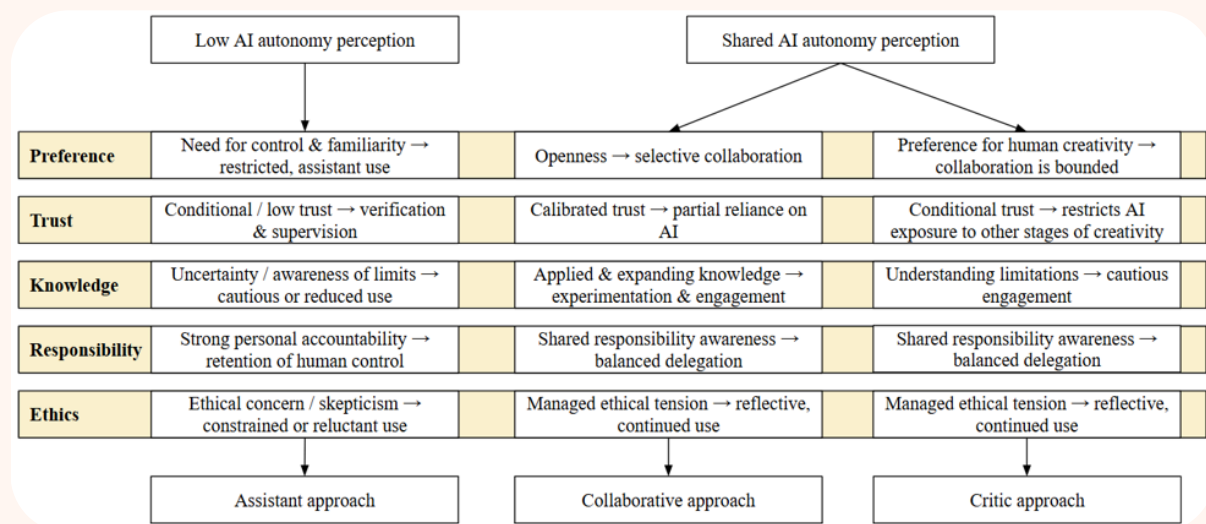 Low AI autonomy perception
Shared AI autonomy perception
Preference
Need for control & familiarity →
restricted, assistant use
Openness → selective collaboration
Preference for human creativity →
collaboration is bounded
Trust
Conditional / low trust → verification
& supervision
Calibrated trust → partial reliance on
AI
Conditional trust → restricts AI
exposure to other stages of creativity
Knowledge
Uncertainty / awareness of limits →
cautious or reduced use
Applied & expanding knowledge →
experimentation & engagement
Understanding limitations → cautious
engagement
Responsibility
Strong personal accountability →
retention of human control
Shared responsibility awareness →
balanced delegation
Shared responsibility awareness →
balanced delegation
Ethics
Ethical concern / skepticism →
constrained or reluctant use
Managed ethical tension → reflective,
continued use
Managed ethical tension → reflective,
continued use
Assistant approach
Collaborative approach
Critic approach